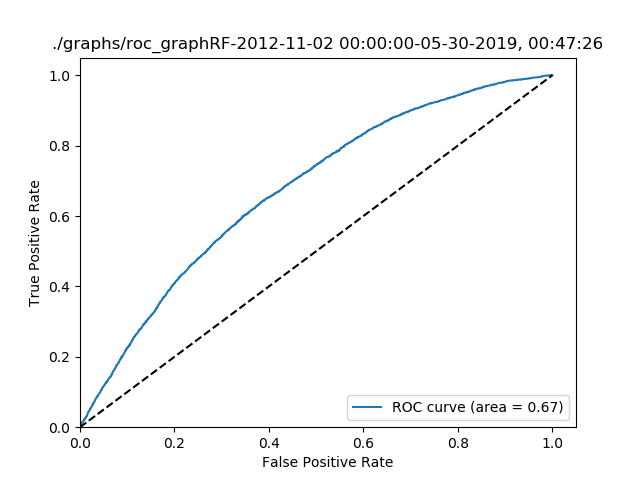 ./graphs/roc_graphRF-2012-11-02 00:00:00-05-30-2019, 00:47:26
1.0
0.8
0.6
0.4
0.2
0.0
True Positive Rate
ROC curve (area = 0.67)
0.0 0.2 0.4 0.6 0.8 1.0
False Positive Rate